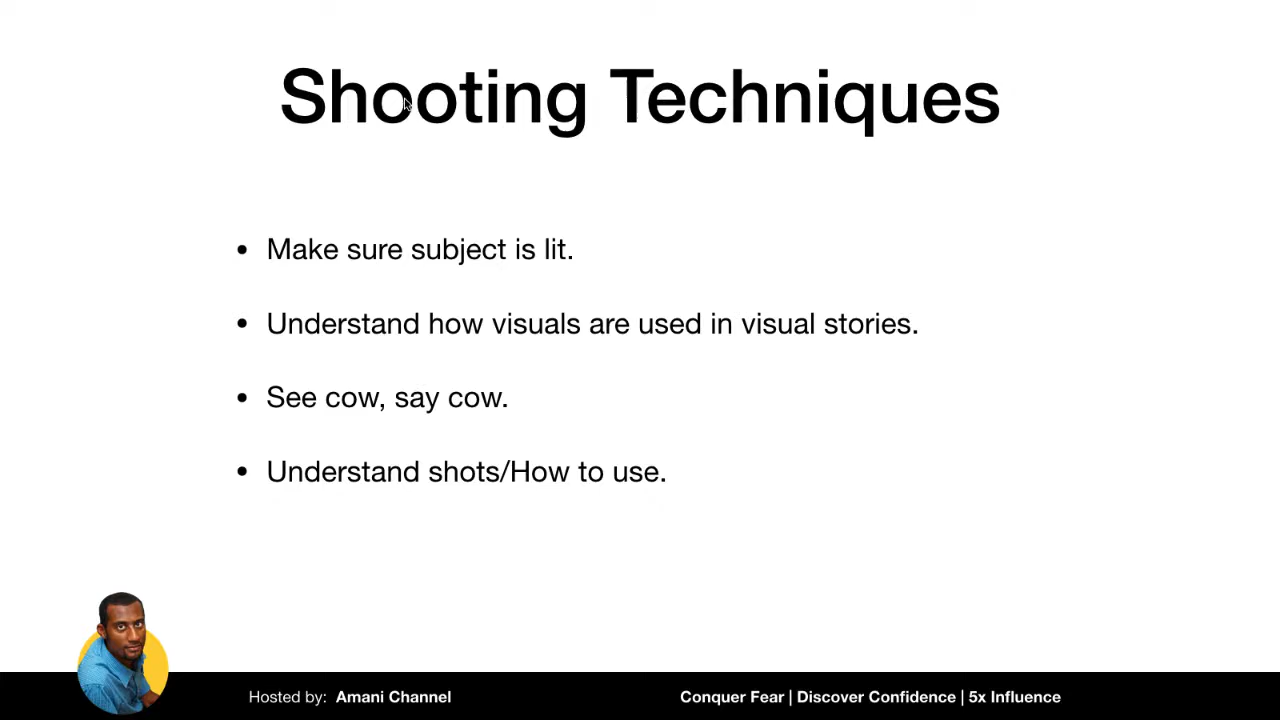 Shooting Techniques
• Make sure subject is lit.
• Understand how visuals are used in visual stories.
• See cow, say cow.
• Understand shots/How to use.
Hosted by: Amani Channel
Conquer Fear | Discover Confidence | 5x Influence